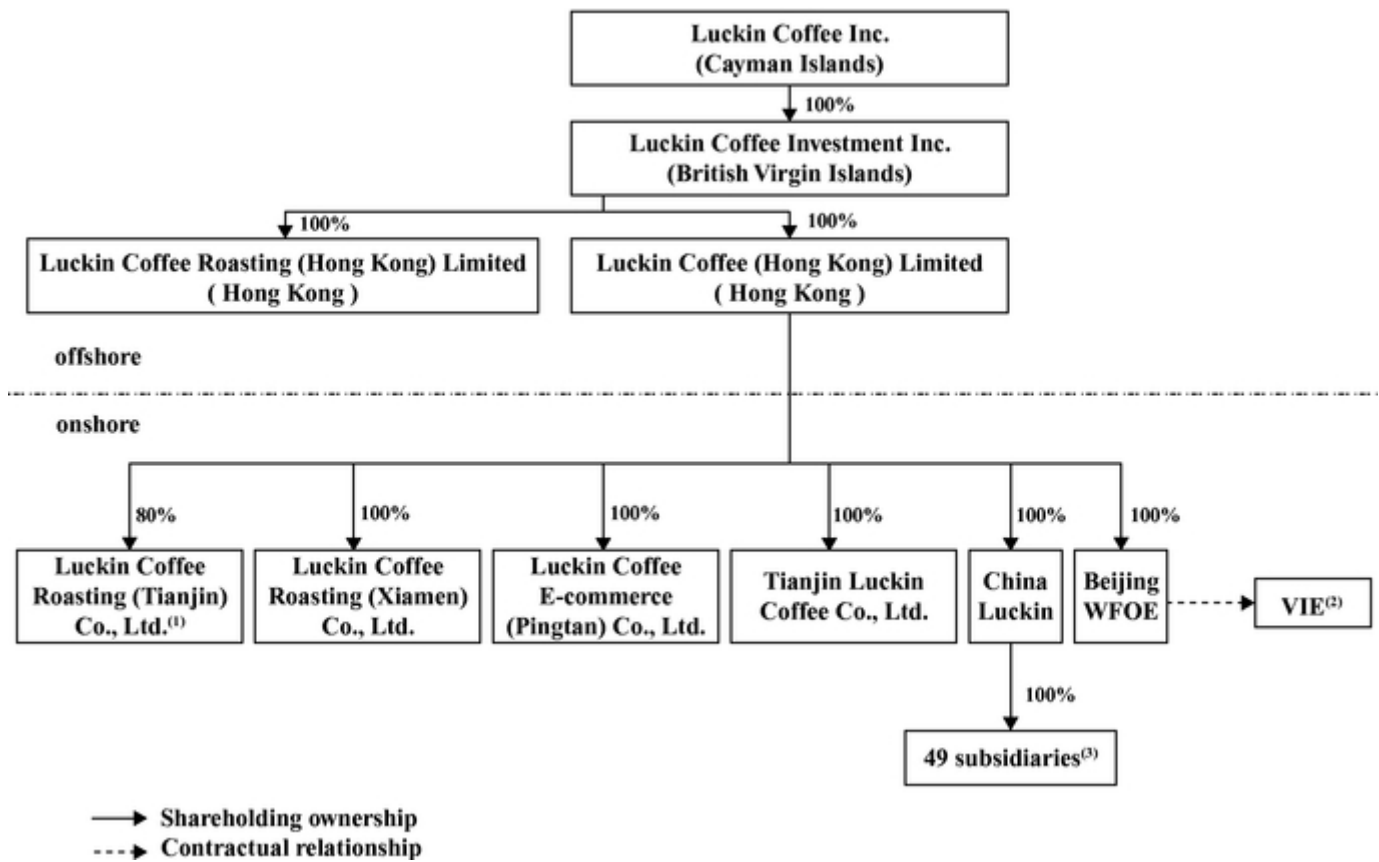 Luckin Coffee Inc.
(Cayman Islands)
100%
Luckin Coffee Investment Inc.
(British Virgin Islands)
100%
100%
Luckin Coffee Roasting (Hong Kong) Limited
( Hong Kong )
Luckin Coffee (Hong Kong) Limited
( Hong Kong )
offshore
onshore
80%
100%
100%
100%
100%
100%
Luckin Coffee
Roasting (Tianjin)
Co., Ltd.(1)
Luckin Coffee
Roasting (Xiamen)
Co., Ltd.
Luckin Coffee
E-commerce
(Pingtan) Co., Ltd.
Tianjin Luckin
Coffee Co., Ltd.
China
Luckin
Beijing
WFOE
VIE(2)
100%
49 subsidiaries(3)
Shareholding ownership
Contractual relationship